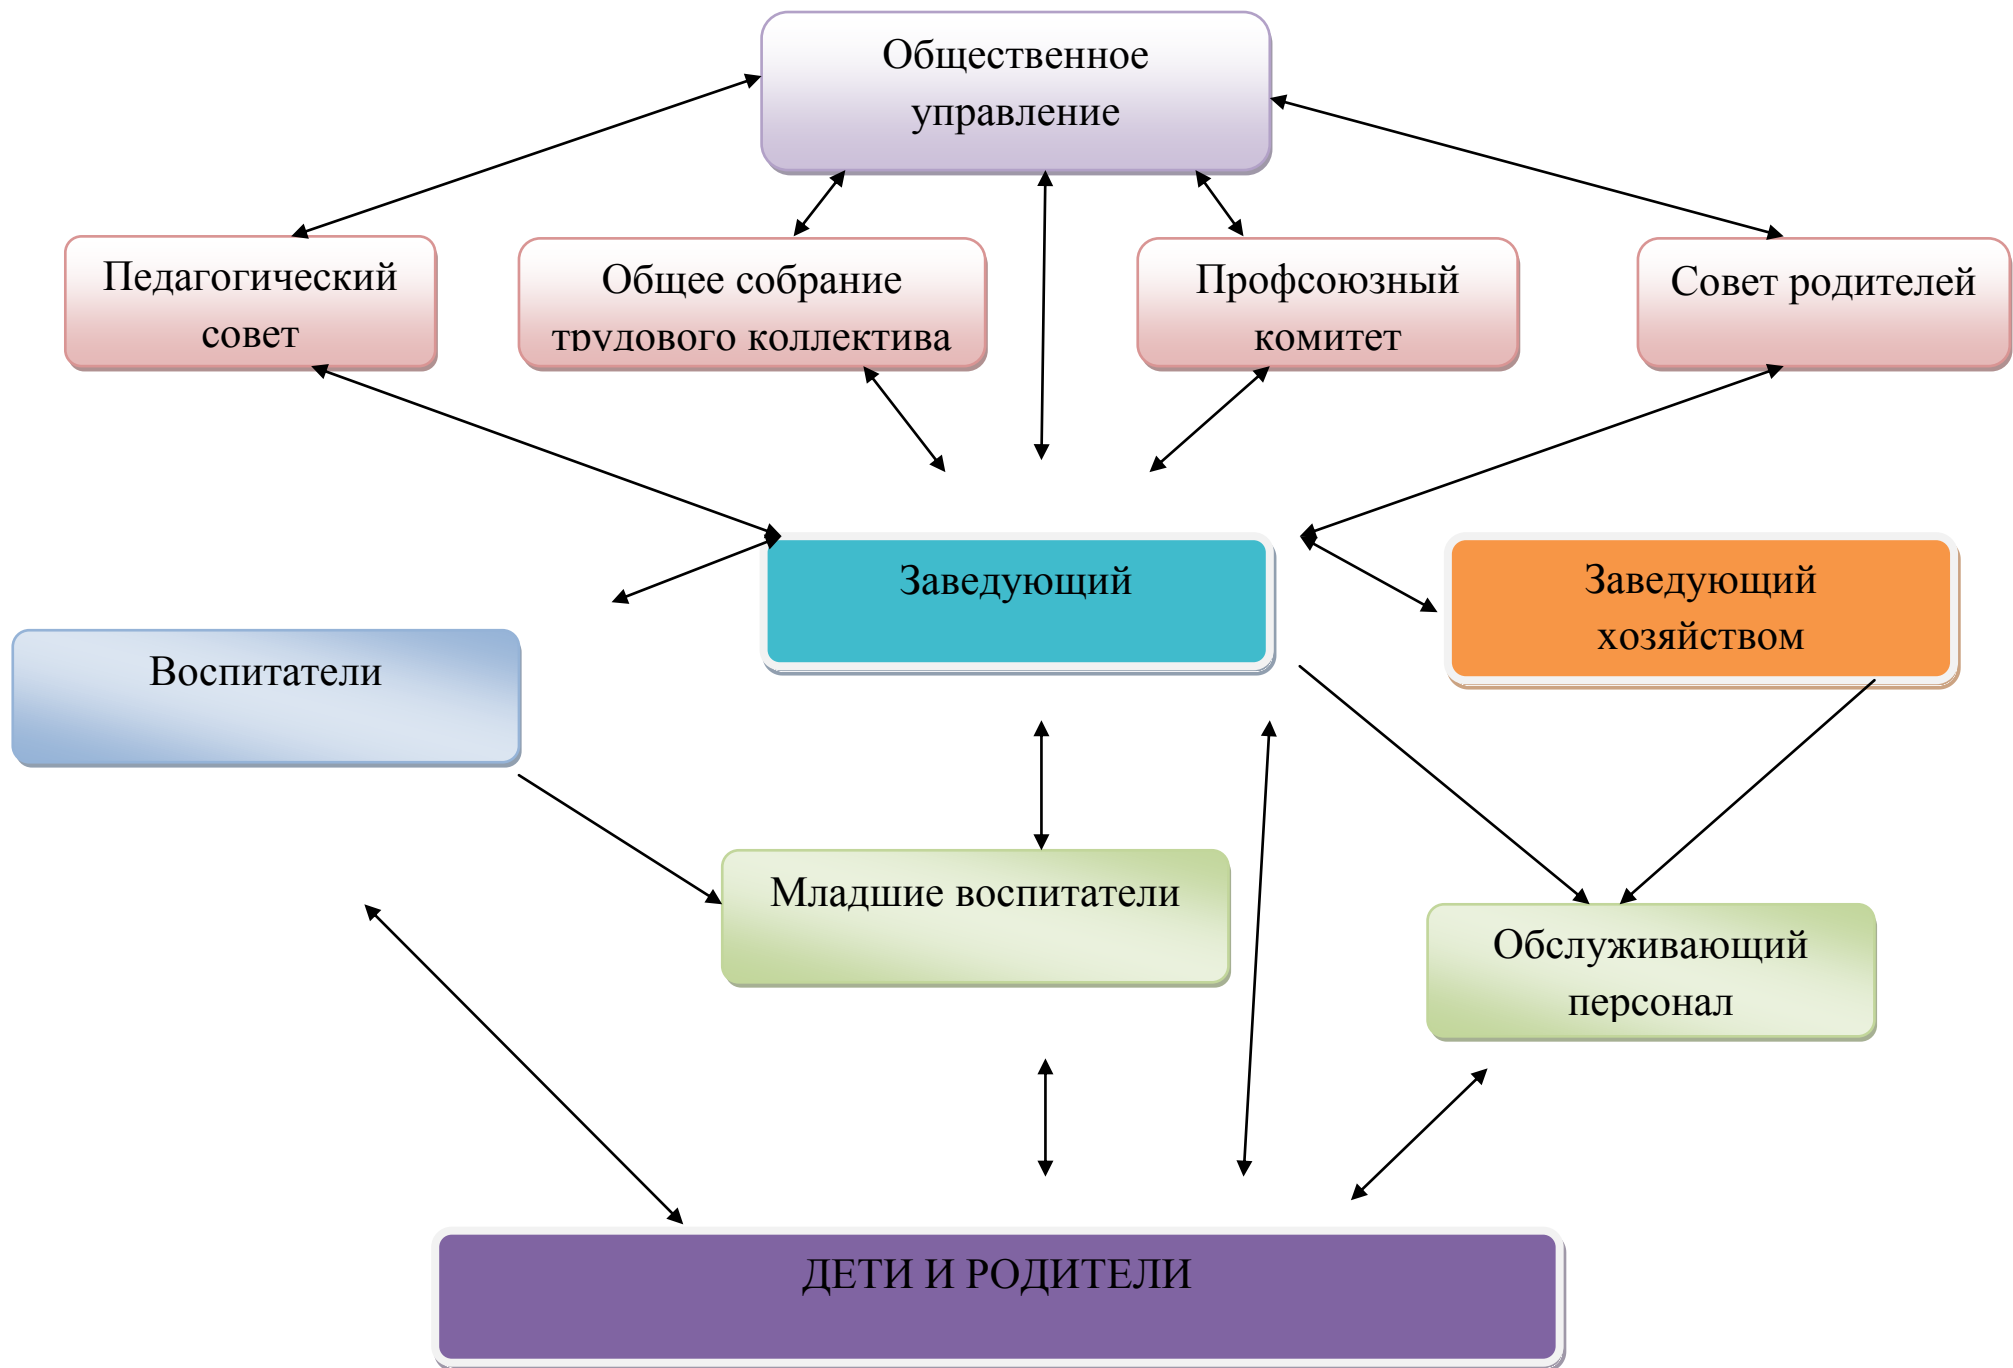 Общественное
управление
Педагогический
совет
Общее собрание
трудового коллектива
Профсоюзный
комитет
Совет родителей
Заведующий
Заведующий
хозяйством
Воспитатели
Младшие воспитатели
Обслуживающий
персонал
ДЕТИ И РОДИТЕЛИ